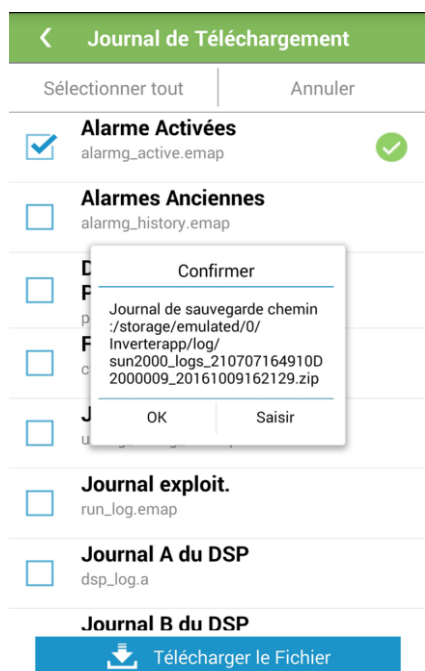 Journal de Téléchargement
Sélectionner tout
Annuler
Alarme Activées
alarmg_active.emap
Alarmes Anciennes
alarmg_history.emap
Confirmer
Journal de sauvegarde chemin
:/storage/emulated/0/
Inverterapp/log/
sun2000_logs_210707164910D
2000009_20161009162129.zip
OK
Saisir
Journal exploit.
run_log.emap
Journal A du DSP
dsp_log.a
Journal B du DSP
Télécharger le Fichier